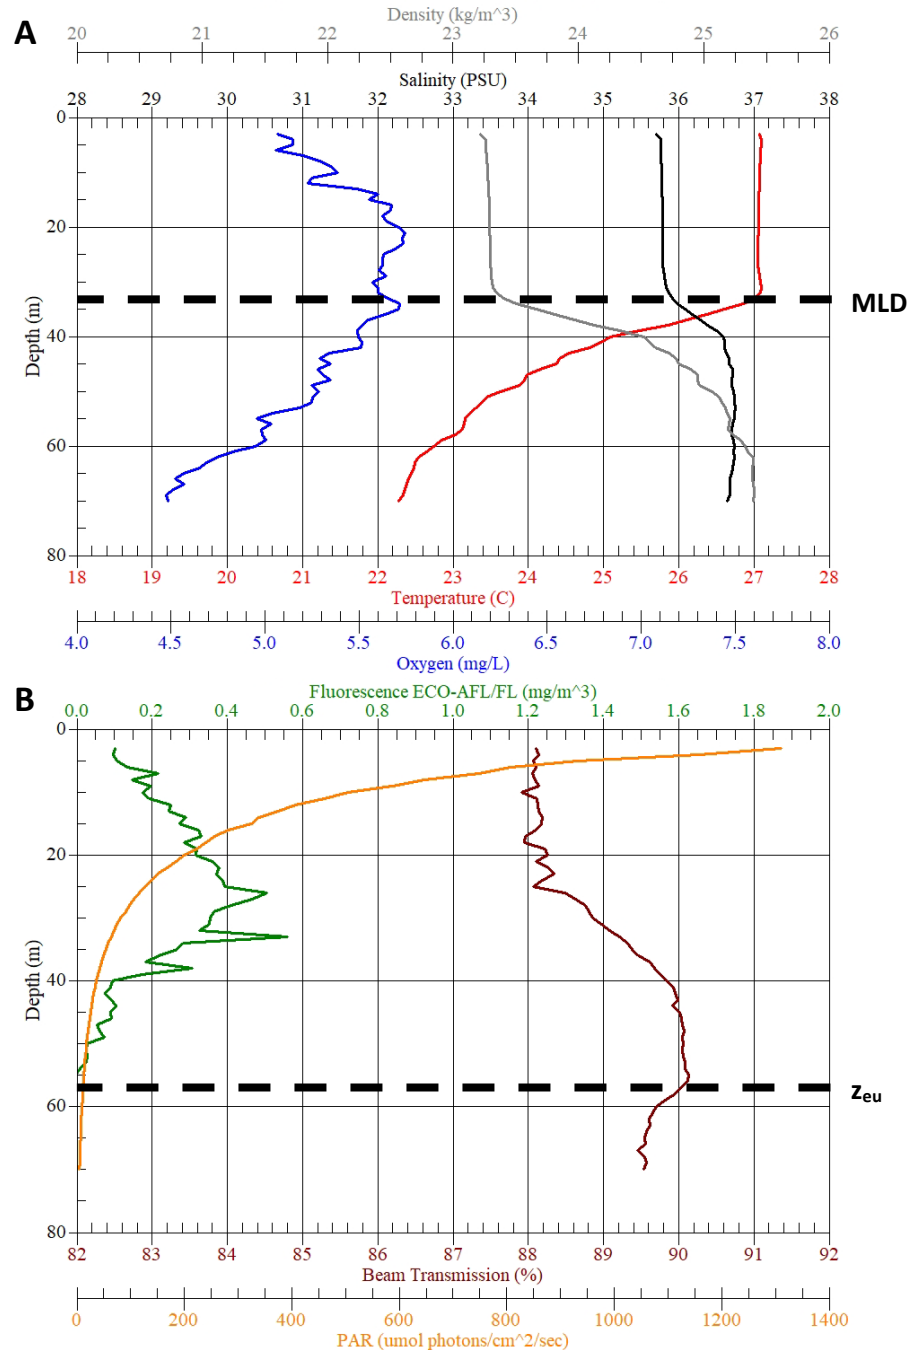 A
Density (kg/m^3)
20 21 22 23 24 25 26
Salinity (PSU)
28 29 30 31 32 33 34 35 36 37 38
0
20
40
60
80
Depth (m)
MLD
18 19 20 21 22 23 24 25 26 27 28
Temperature (C)
4.0 4.5 5.0 5.5 6.0 6.5 7.0 7.5 8.0
Oxygen (mg/L)
B
Fluorescence ECO-AFL/FL (mg/m^3)
0.0 0.2 0.4 0.6 0.8 1.0 1.2 1.4 1.6 1.8 2.0
0
20
40
60
80
Depth (m)
zeu
82 83 84 85 86 87 88 89 90 91 92
Beam Transmission (%)
0 200 400 600 800 1000 1200 1400
PAR (umol photons/cm^2/sec)